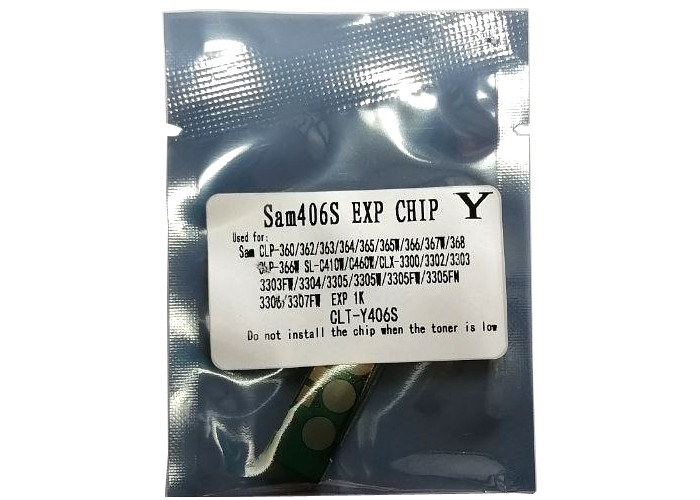 Sam406S EXP CHIP Y
Used for:
Sam CLP-360/362/363/364/365/365W/366/367W/368
CLP-366W SL-C410W/C460W/CLX-3300/3302/3303
3303FW/3304/3305/3305W/3305FW/3305FN
3306/3307FW EXP 1K
CLT-Y406S
Do not install the chip when the toner is low